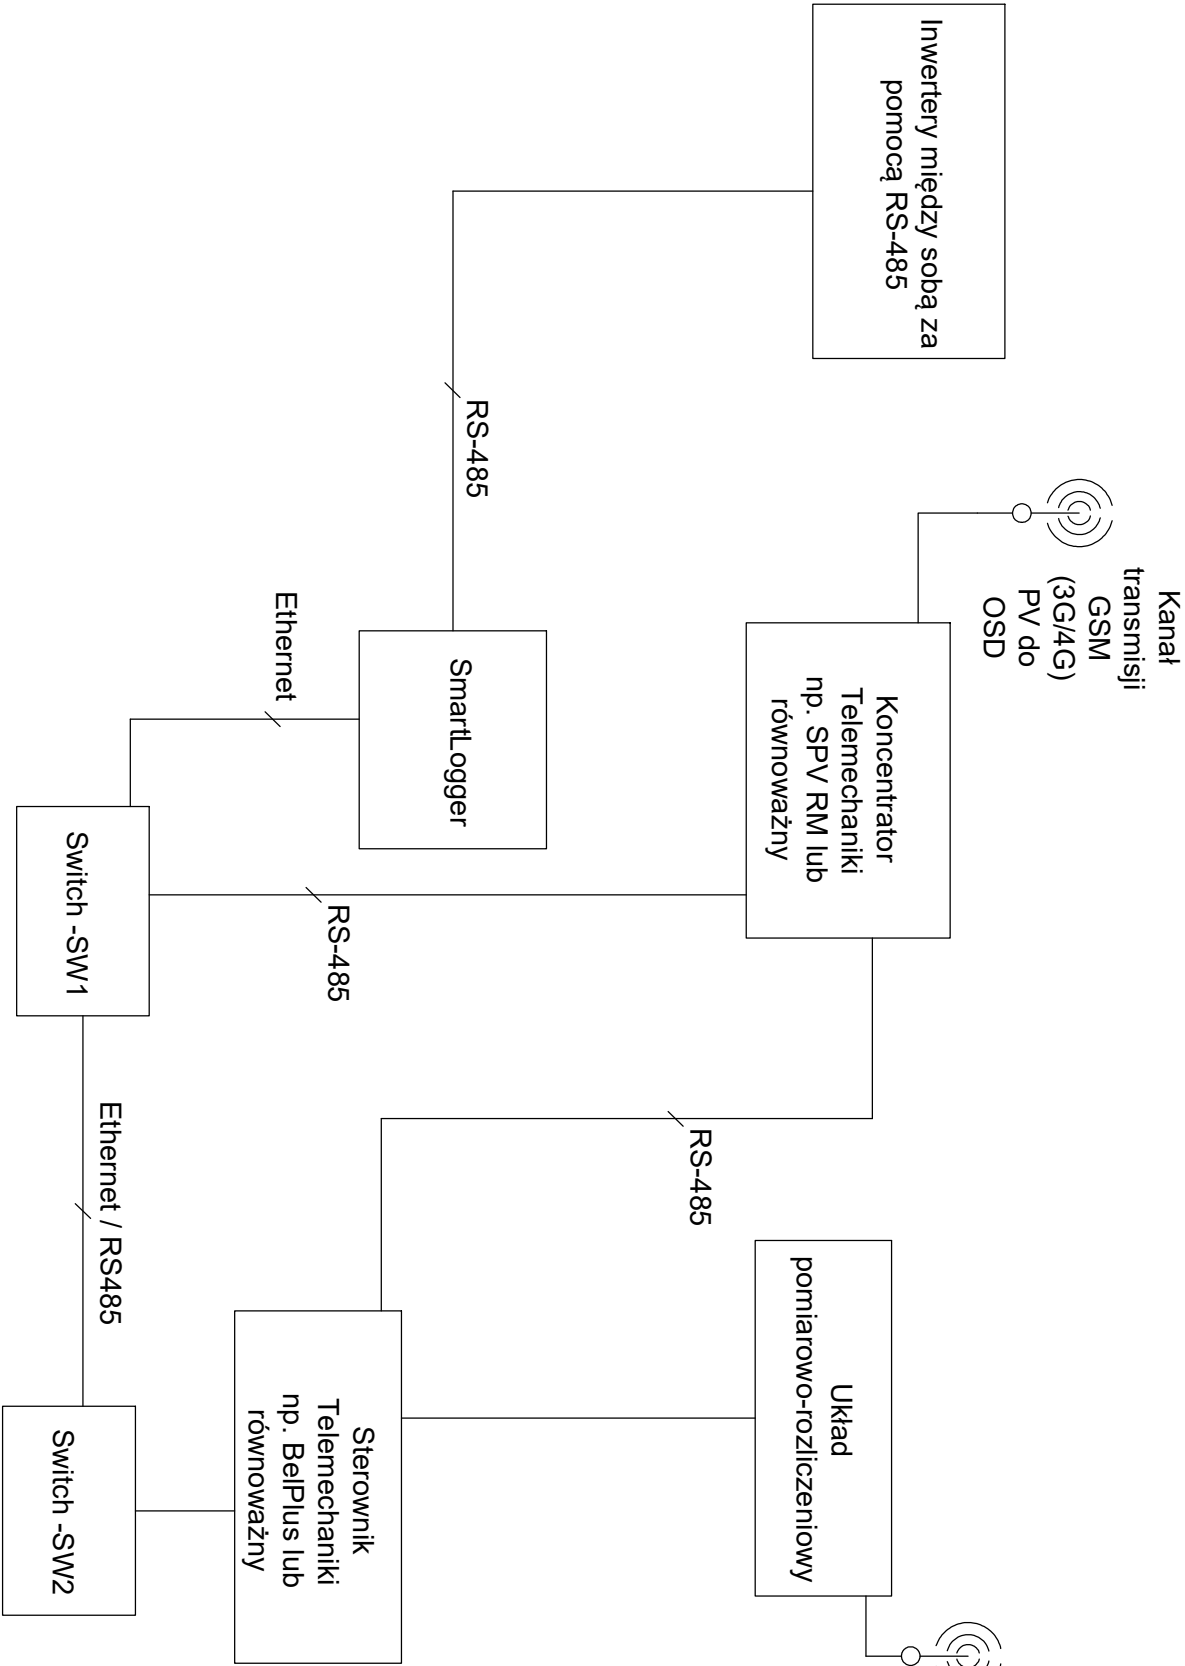 Inwertery między sobą za
pomocą RS-485
Kanał
transmisji
GSM
(3G/4G)
PV do
OSD
Koncentrator
Telemechaniki
np. SPV RM lub
równoważny
Układ
pomiarowo-rozliczeniowy
RS-485
RS-485
SmartLogger
Ethernet
RS-485
Sterownik
Telemechaniki
np. BelPlus lub
równoważny
Switch -SW1
Ethernet / RS485
Switch -SW2